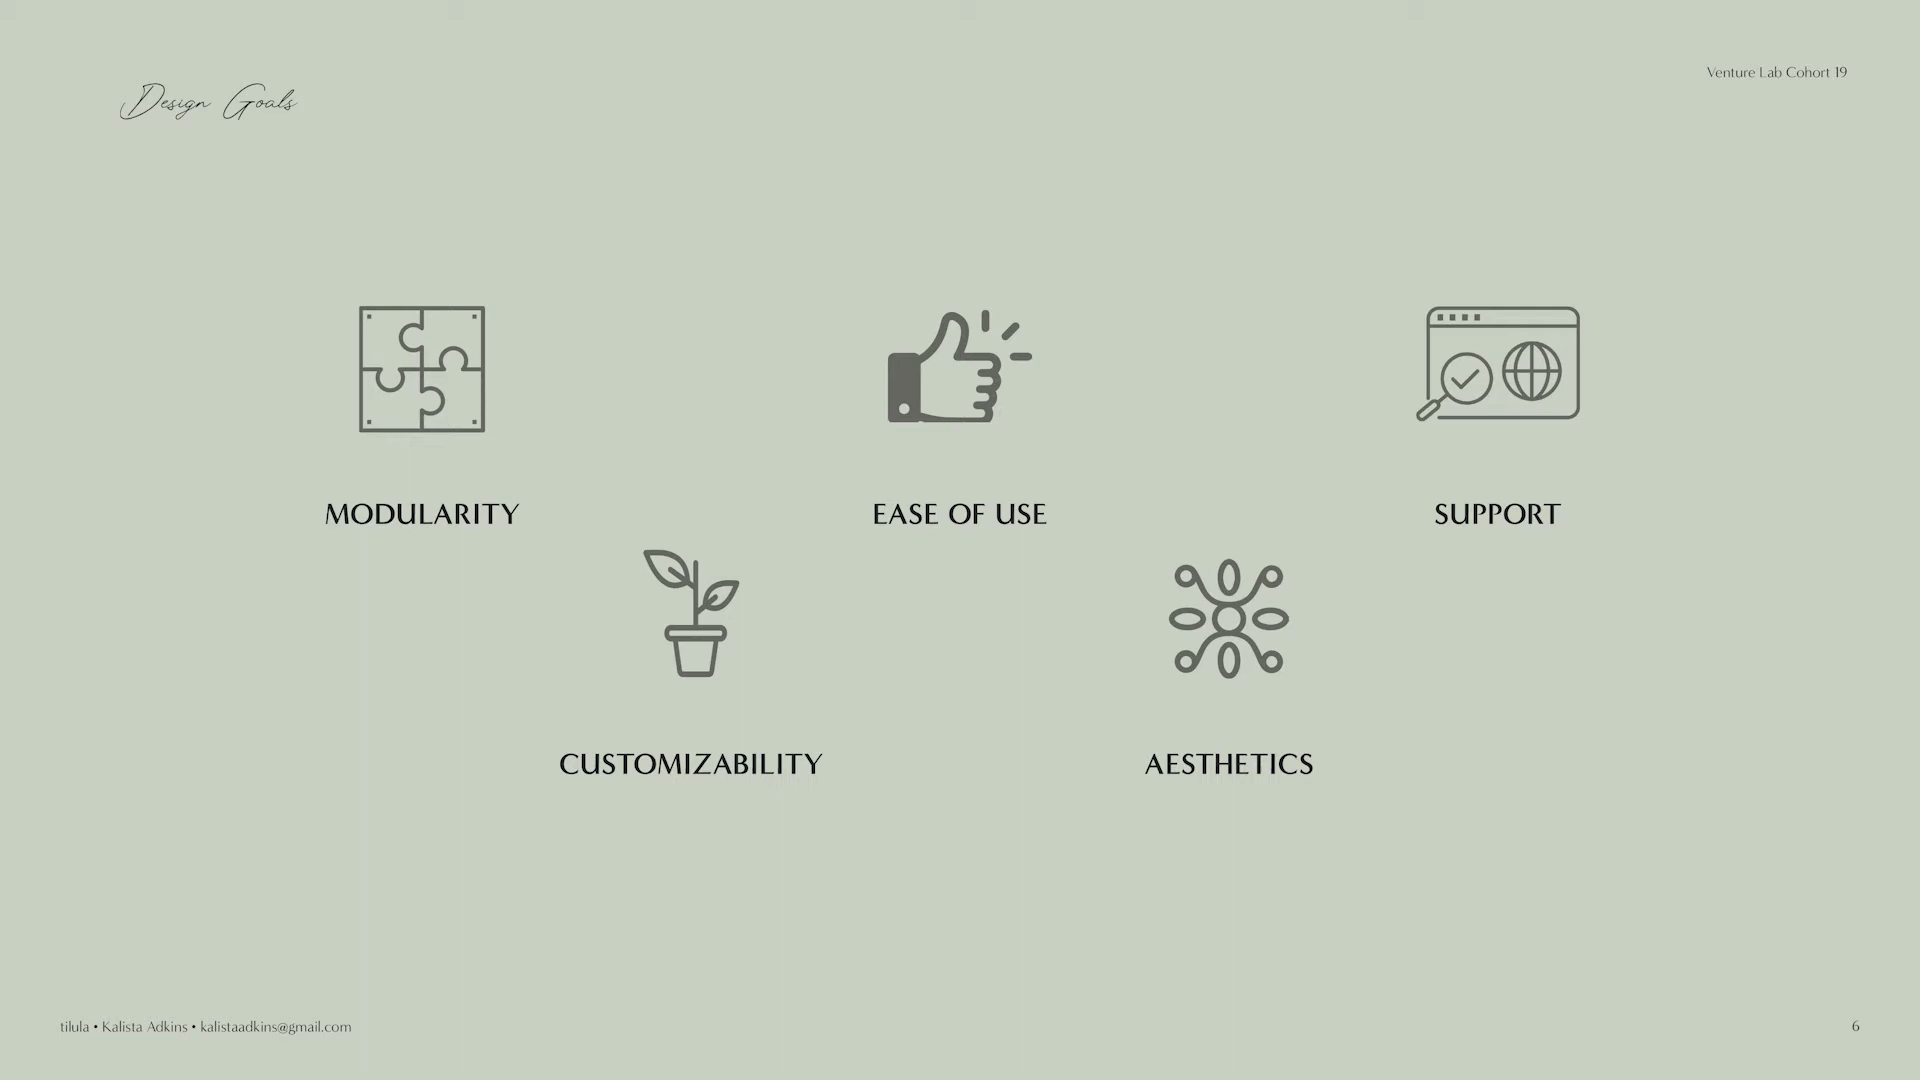 Design Goals
Venture Lab Cohort 19
MODULARITY
EASE OF USE
SUPPORT
CUSTOMIZABILITY
AESTHETICS
tilula • Kalista Adkins • kalistaadkins@gmail.com
6